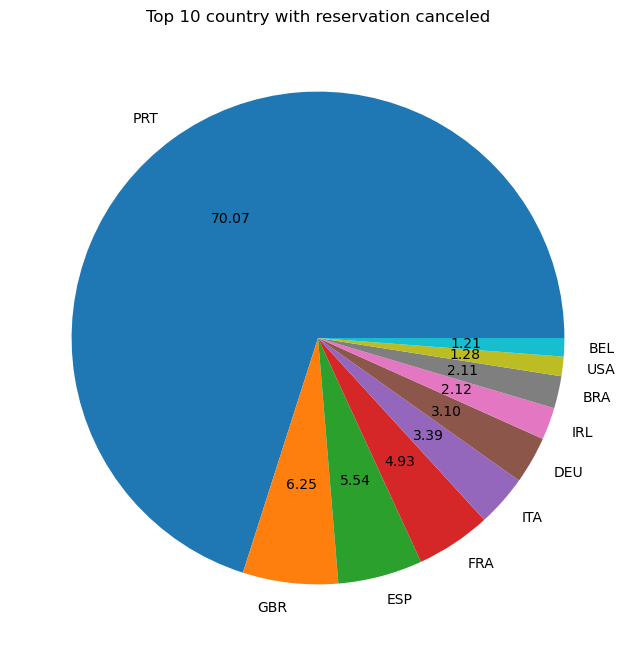 Top 10 country with reservation canceled
PRT
70.07
1.21
BEL
1.28
USA
2.11
BRA
2.12
IRL
3.10
DEU
3.39
ITA
4.93
FRA
5.54
ESP
6.25
GBR